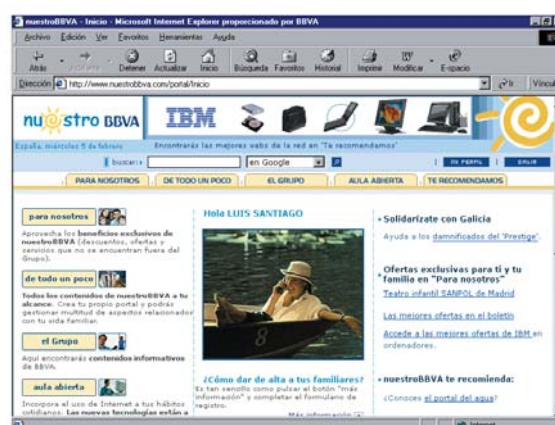 nuestroBBVA - Inicio - Microsoft Internet Explorer proporcionado por BBVA
Archivo Edición Ver Favoritos Herramientas Ayuda
Atrás Detener Actualizar Inicio Búsqueda Favoritos Historial Imprimir Modificar E-spacio
Dirección http://www.nuestrobbva.com/portal/Inicio Ir Víncul
nuestro BBVA IBM
España, miércoles 5 de febrero Encontrarás las mejores webs de la red en "Te recomendamos"
buscar: en Google MI PERFIL SALIR
PARA NOSOTROS DE TODO UN POCO EL GRUPO AULA ABIERTA TE RECOMENDAMOS
para nosotros
Aprovecha los beneficios exclusivos de
nuestroBBVA (descuentos, ofertas y
servicios que no se encuentran fuera del
Grupo).
de todo un poco
Todos los contenidos de nuestroBBVA a tu
alcance. Crea tu propio portal y podrás
gestionar multitud de aspectos relacionados
con tu vida familiar.
el Grupo
Aquí encontrarás contenidos informativos
de BBVA.
aula abierta
Incorpora el uso de Internet a tus hábitos
cotidianos. Las nuevas tecnologías están a
Hola LUIS SANTIAGO
8
¿Cómo dar de alta a tus familiares?
Es tan sencillo como pulsar el botón "más
información" y completar el formulario de
registro.
Más información
Solidarízate con Galicia
Ayuda a los damnificados del 'Prestige'.
Ofertas exclusivas para ti y tu
familia en "Para nosotros"
Teatro infantil SANPOL de Madrid
Las mejores ofertas en el boletín
Accede a las mejores ofertas de IBM en
ordenadores.
nuestroBBVA te recomienda:
¿Conoces el portal del agua?
Internet